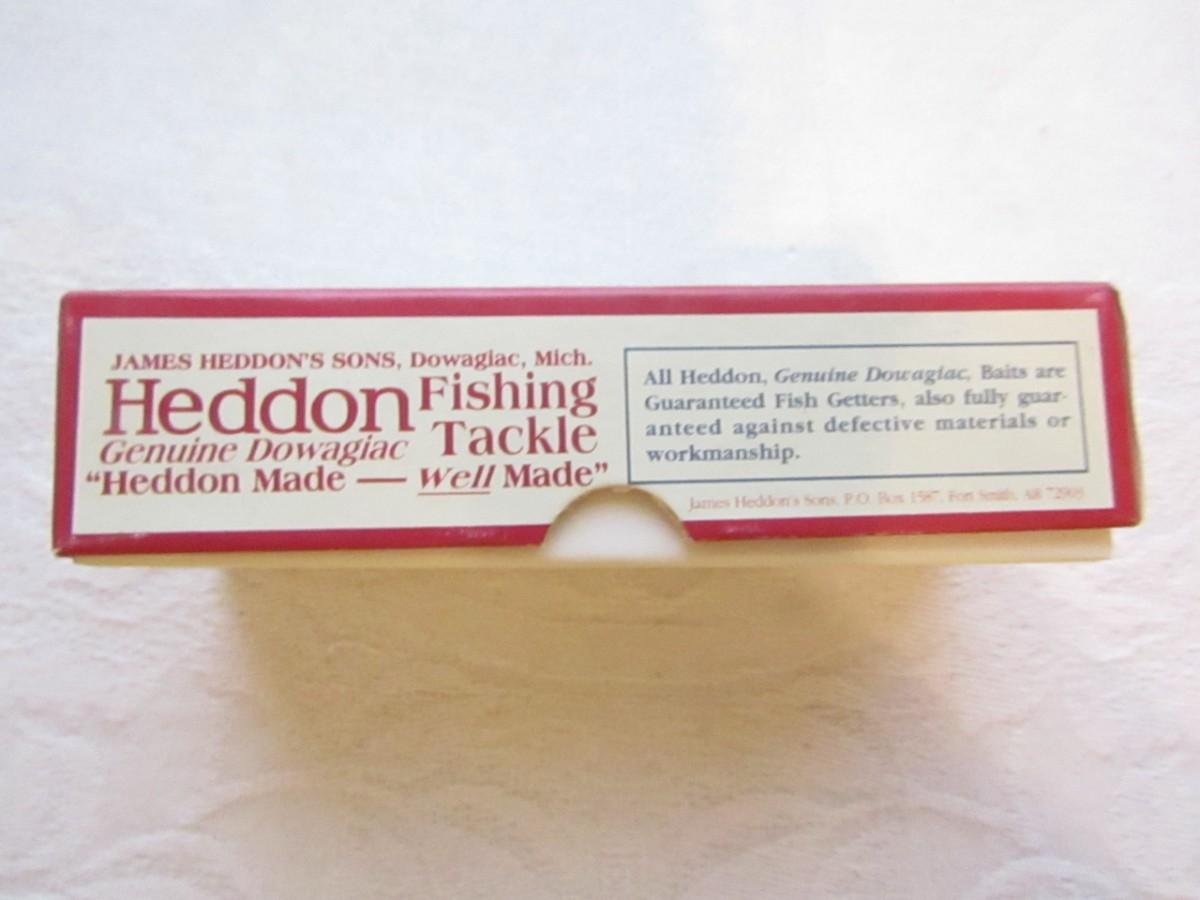 JAMES HEDDON'S SONS, Dowagiac, Mich.
Heddon Fishing
Genuine Dowagiac Tackle
"Heddon Made — Well Made"
All Heddon, Genuine Dowagiac, Baits are
Guaranteed Fish Getters, also fully guar-
anteed against defective materials or
workmanship.
James Heddon's Sons, P.O. Box 1587, Fort Smith, AR